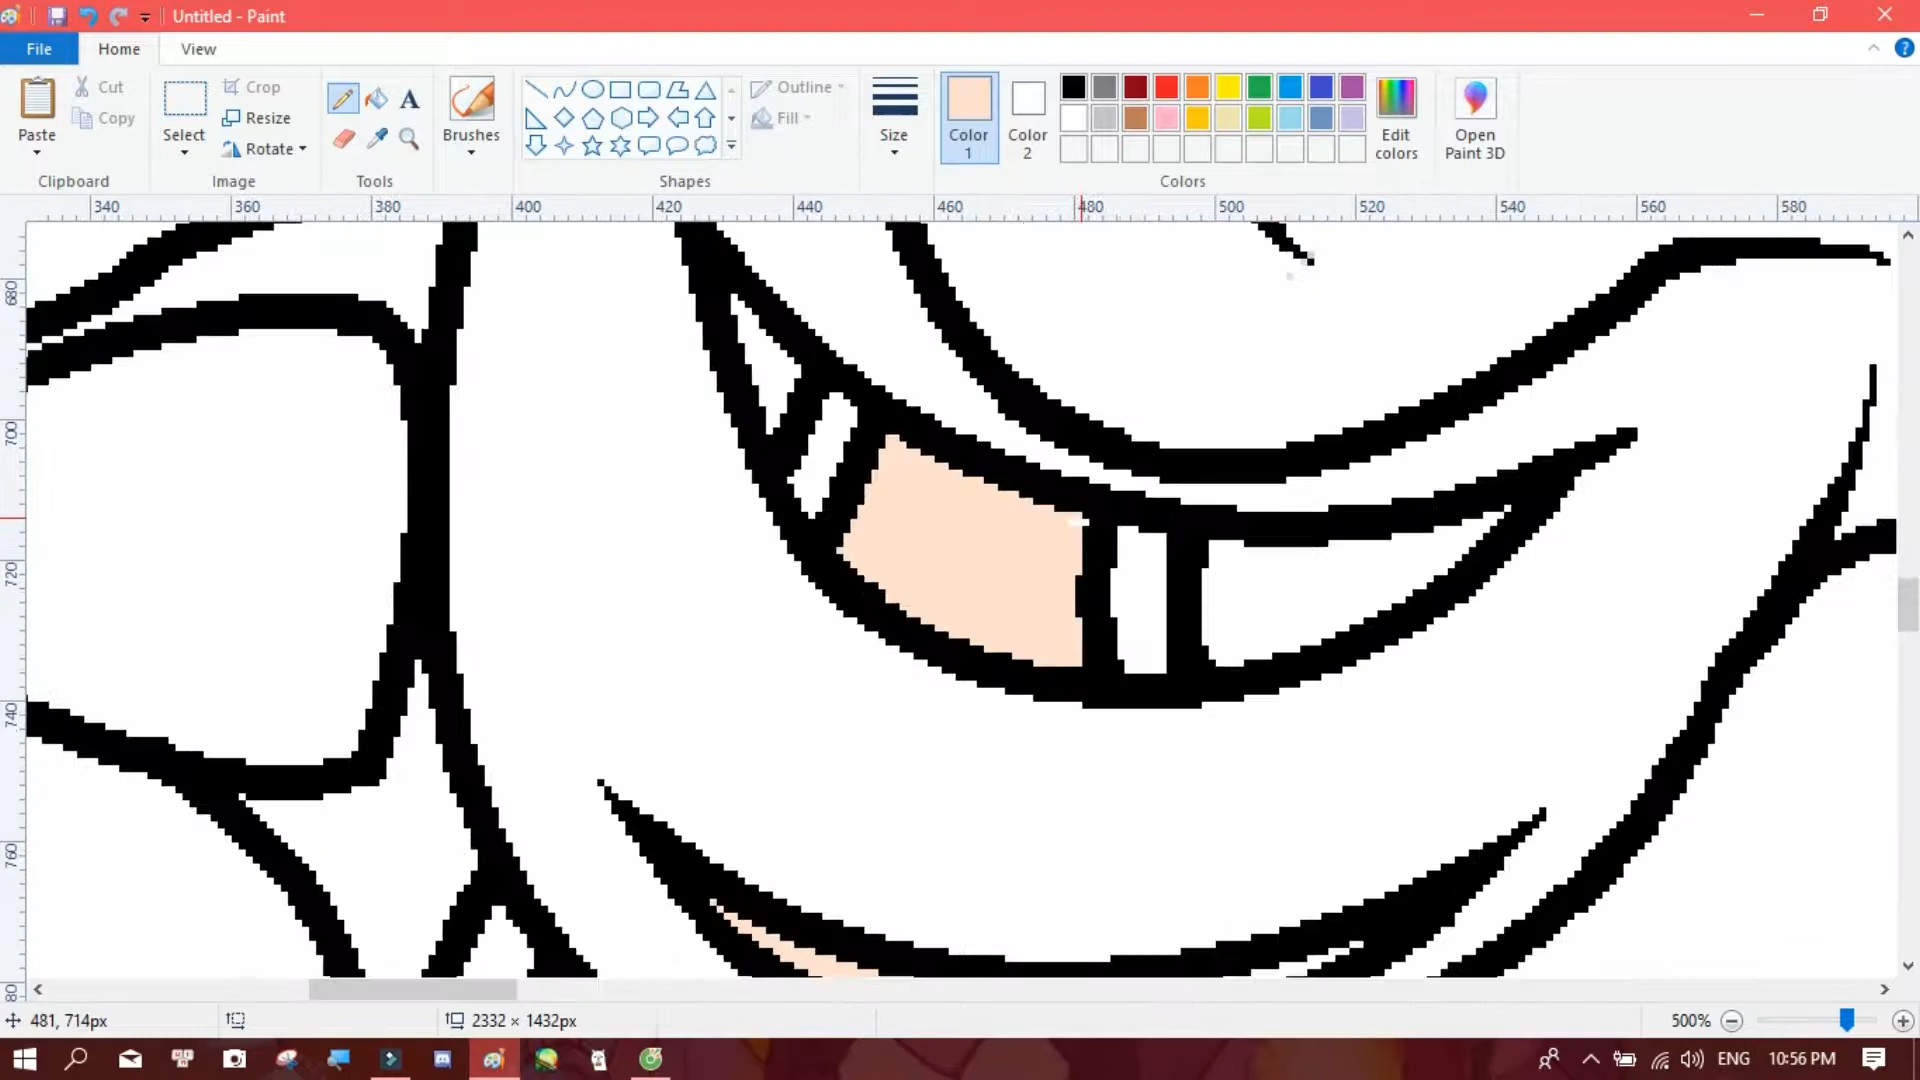 Untitled - Paint
File
Home
View
Paste
Cut
Copy
Clipboard
Select
Crop
Resize
Rotate
Image
A
Tools
Brushes
Shapes
Outline
Fill
Size
Color 1
Color 2
Edit colors
Colors
Open Paint 3D
?
340 360 380 400 420 440 460 480 500 520 540 560 580
680
700
720
740
760
80
481, 714px
2332 × 1432px
500%
ENG
10:56 PM